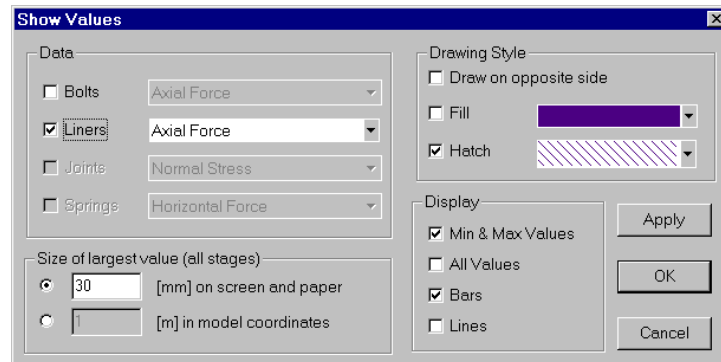 Show Values
Data
Bolts Axial Force
Liners Axial Force
Joints Normal Stress
Springs Horizontal Force
Size of largest value (all stages)
30 [mm] on screen and paper
1 [m] in model coordinates
Drawing Style
Draw on opposite side
Fill
Hatch
Display
Min & Max Values
All Values
Bars
Lines
Apply
OK
Cancel